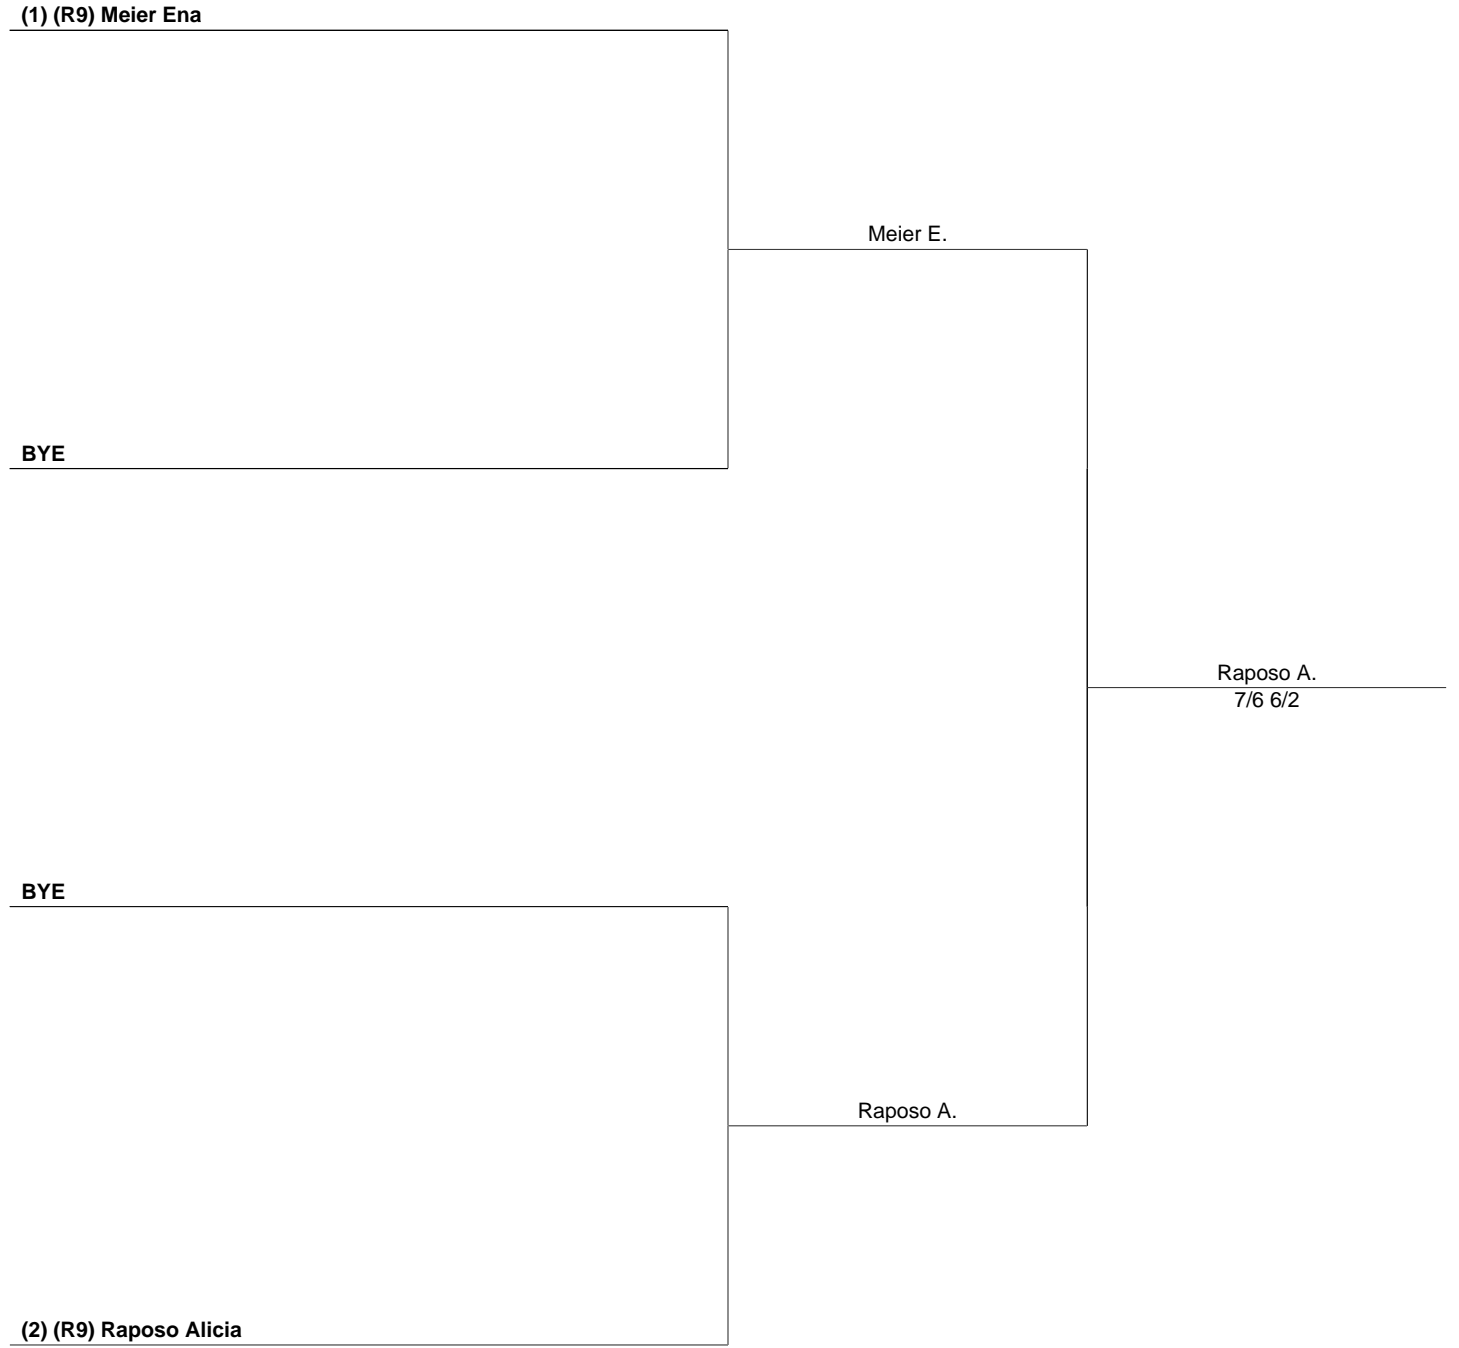 (1) (R9) Meier Ena
Meier E.
BYE
Raposo A.
7/6 6/2
BYE
Raposo A.
(2) (R9) Raposo Alicia